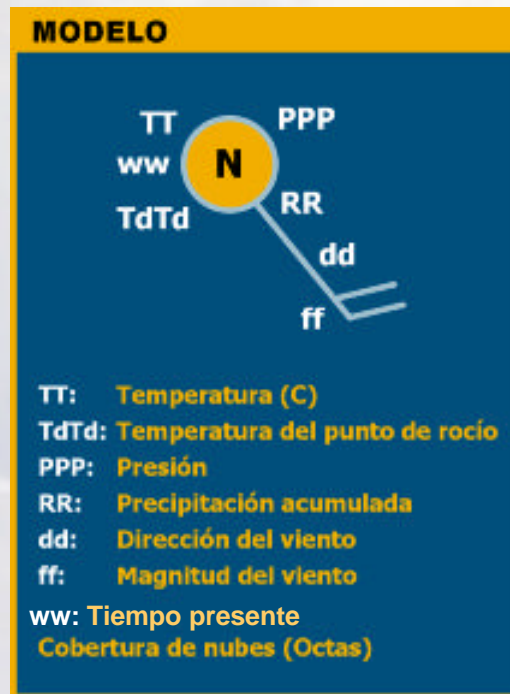 MODELO
TT PPP
ww N
TdTd RR
dd
ff
TT: Temperatura (C)
TdTd: Temperatura del punto de rocío
PPP: Presión
RR: Precipitación acumulada
dd: Dirección del viento
ff: Magnitud del viento
ww: Tiempo presente
Cobertura de nubes (Octas)